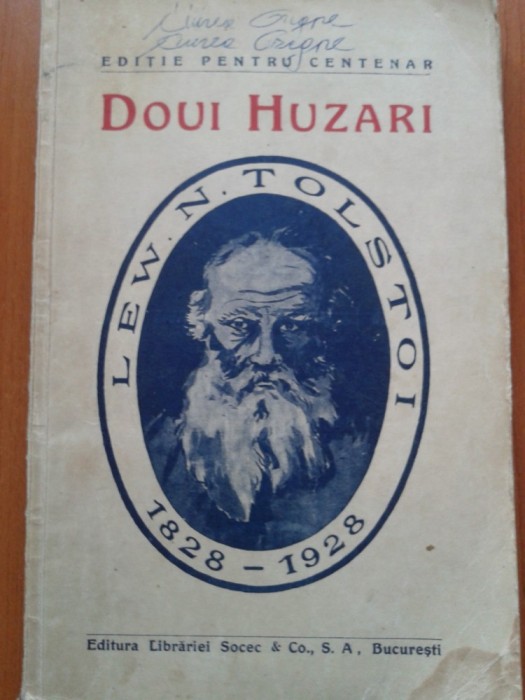 EDIȚIE PENTRU CENTENAR
DOUI HUZARI
LEW. N. TOLSTOI
1828 – 1928
Editura Librăriei Socec & Co., S. A, București